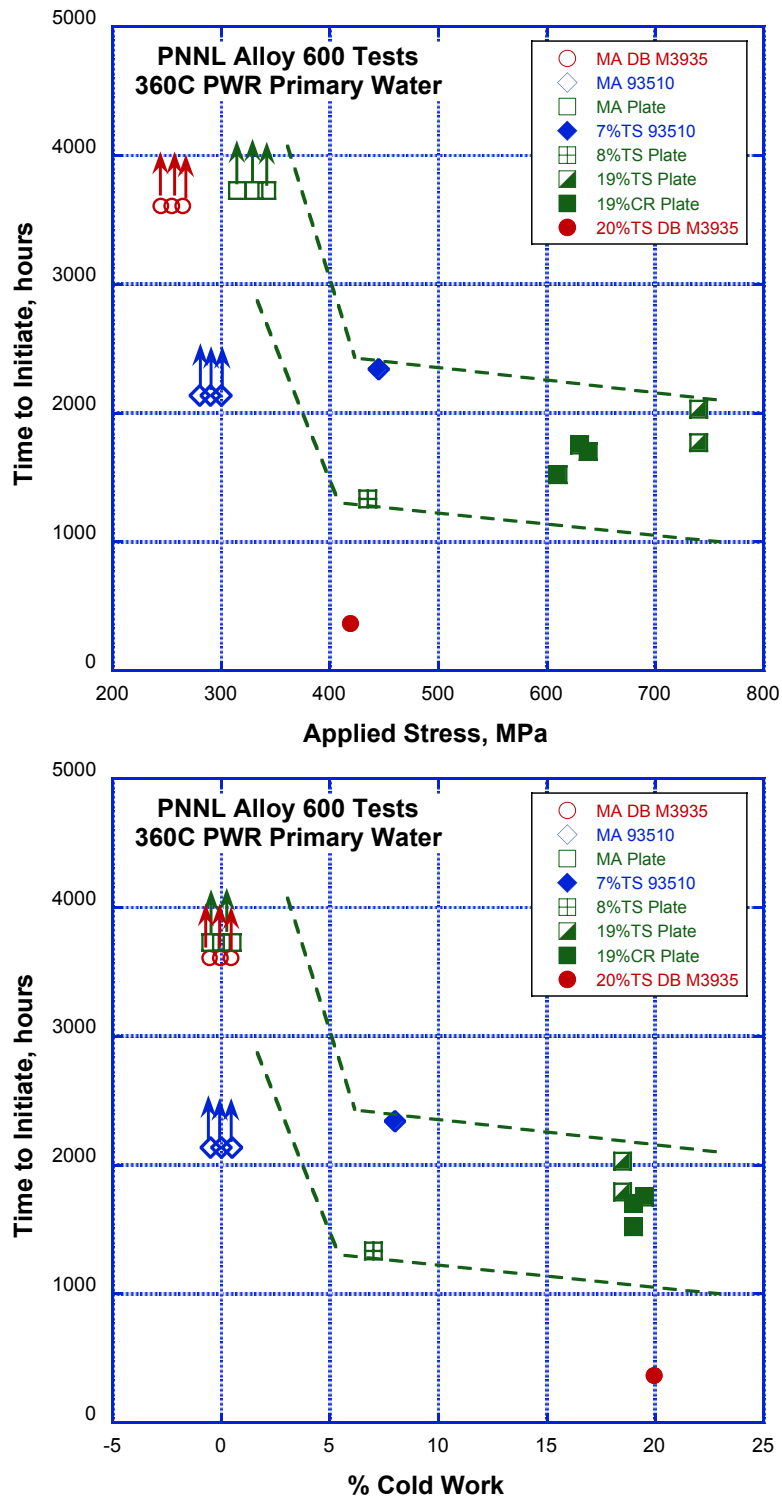 5000
4000
3000
2000
1000
0
Time to Initiate, hours
PNNL Alloy 600 Tests
360C PWR Primary Water
MA DB M3935
MA 93510
MA Plate
7%TS 93510
8%TS Plate
19%TS Plate
19%CR Plate
20%TS DB M3935
200 300 400 500 600 700 800
Applied Stress, MPa
5000
4000
3000
2000
1000
0
Time to Initiate, hours
PNNL Alloy 600 Tests
360C PWR Primary Water
MA DB M3935
MA 93510
MA Plate
7%TS 93510
8%TS Plate
19%TS Plate
19%CR Plate
20%TS DB M3935
-5 0 5 10 15 20 25
% Cold Work